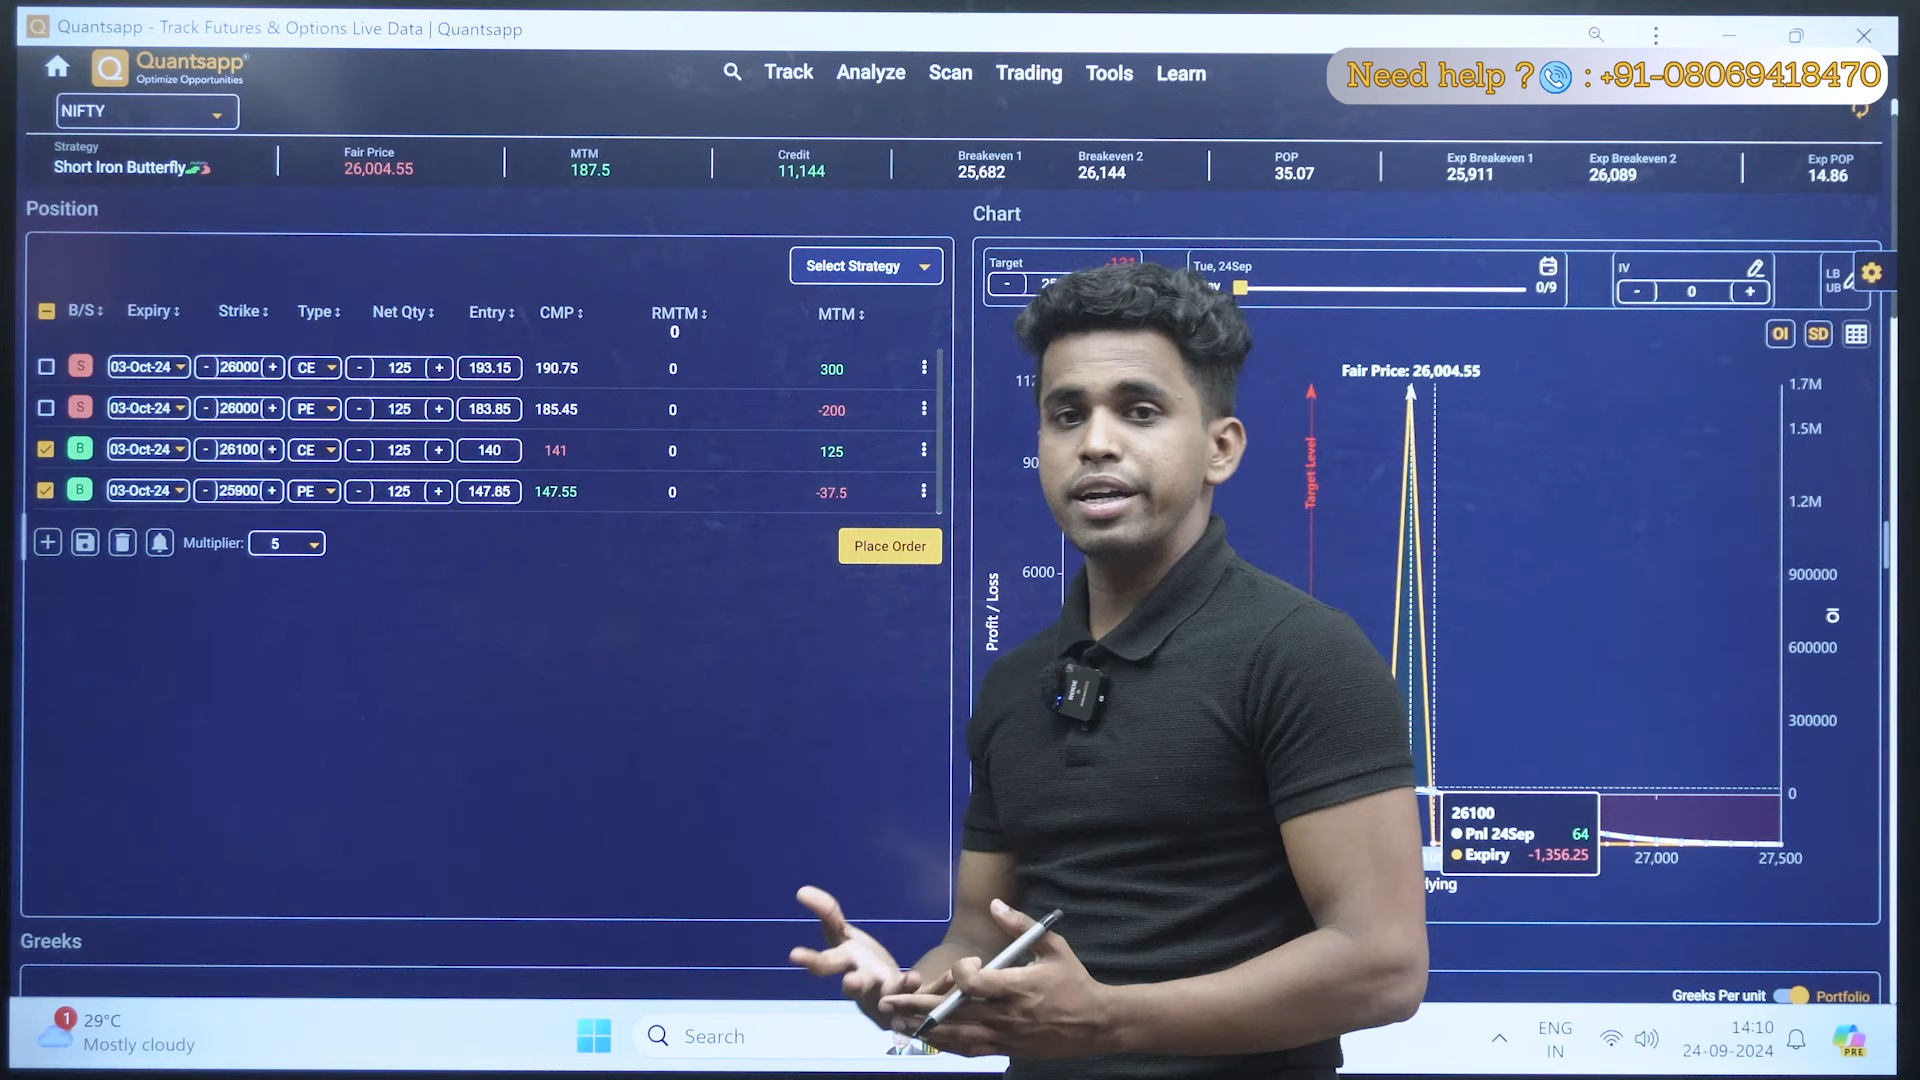 Quantsapp - Track Futures & Options Live Data | Quantsapp
Quantsapp®
Optimize Opportunities
Track Analyze Scan Trading Tools Learn
Need help ? : +91-08069418470
NIFTY
Strategy
Short Iron Butterfly
Fair Price
26,004.55
MTM
187.5
Credit
11,144
Breakeven 1
25,682
Breakeven 2
26,144
POP
35.07
Exp Breakeven 1
25,911
Exp Breakeven 2
26,089
Exp POP
14.86
Position
Select Strategy
B/S Expiry Strike Type Net Qty Entry CMP RMTM MTM
0
S 03-Oct-24 - 26000 + CE - 125 + 193.15 190.75 0 300
S 03-Oct-24 - 26000 + PE - 125 + 183.85 185.45 0 -200
B 03-Oct-24 - 26100 + CE - 125 + 140 141 0 125
B 03-Oct-24 - 25900 + PE - 125 + 147.85 147.55 0 -37.5
+ Multiplier: 5
Place Order
Chart
Target -131
- 25
Tue, 24Sep
0/9
IV
- 0 +
LB
UB
OI SD
Fair Price: 26,004.55
Target Level
Profit / Loss
6000
90
1.7M
1.5M
1.2M
900000
600000
300000
0
OI
26100
Pnl 24Sep 64
Expiry -1,356.25
27,000 27,500
lying
Greeks
Greeks Per unit Portfolio
1
29°C
Mostly cloudy
Search
ENG
IN
14:10
24-09-2024
PRE